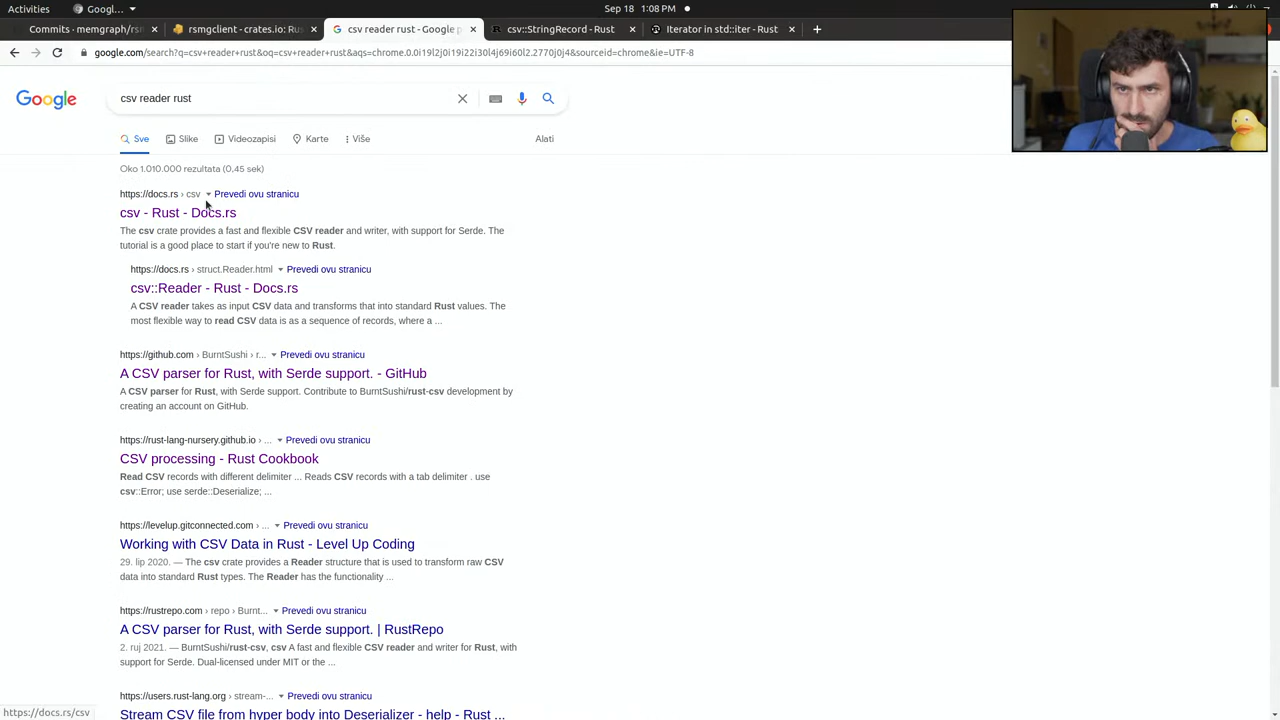 Activities
Googl...
Sep 18 1:08 PM
Commits · memgraph/rsm
rsmgclient - crates.io: Ru
csv reader rust - Google p
csv::StringRecord - Rust
Iterator in std::iter - Rust
google.com/search?q=csv+reader+rust&oq=csv+reader+rust&aqs=chrome.0.0i19l2j0i19i22i30l4j69i60l2.2770j0j4&sourceid=chrome&ie=UTF-8
Google
csv reader rust
Sve
Slike
Videozapisi
Karte
Više
Alati
Oko 1.010.000 rezultata (0,45 sek)
https://docs.rs › csv Prevedi ovu stranicu
csv - Rust - Docs.rs
The csv crate provides a fast and flexible CSV reader and writer, with support for Serde. The
tutorial is a good place to start if you're new to Rust.
https://docs.rs › struct.Reader.html Prevedi ovu stranicu
csv::Reader - Rust - Docs.rs
A CSV reader takes as input CSV data and transforms that into standard Rust values. The
most flexible way to read CSV data is as a sequence of records, where a ...
https://github.com › BurntSushi › r... Prevedi ovu stranicu
A CSV parser for Rust, with Serde support. - GitHub
A CSV parser for Rust, with Serde support. Contribute to BurntSushi/rust-csv development by
creating an account on GitHub.
https://rust-lang-nursery.github.io › ... Prevedi ovu stranicu
CSV processing - Rust Cookbook
Read CSV records with different delimiter ... Reads CSV records with a tab delimiter . use
csv::Error; use serde::Deserialize; ...
https://levelup.gitconnected.com › ... Prevedi ovu stranicu
Working with CSV Data in Rust - Level Up Coding
29. lip 2020. — The csv crate provides a Reader structure that is used to transform raw CSV
data into standard Rust types. The Reader has the functionality ...
https://rustrepo.com › repo › Burnt... Prevedi ovu stranicu
A CSV parser for Rust, with Serde support. | RustRepo
2. ruj 2021. — BurntSushi/rust-csv, csv A fast and flexible CSV reader and writer for Rust, with
support for Serde. Dual-licensed under MIT or the ...
https://users.rust-lang.org › stream-... Prevedi ovu stranicu
Stream CSV file from hyper body into Deserializer - help - Rust ...
https://docs.rs/csv